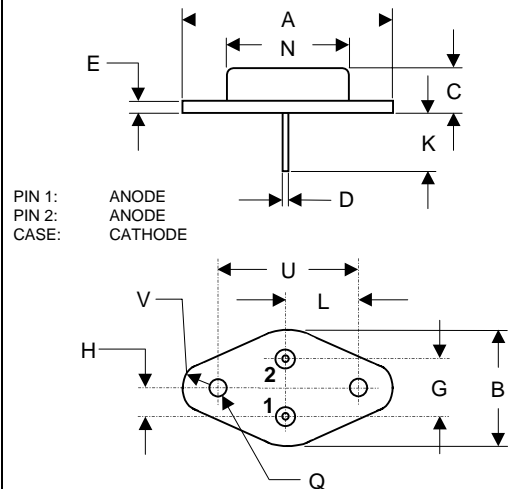 A
N
E
C
K
D
PIN 1: ANODE
PIN 2: ANODE
CASE: CATHODE
U
V
L
H
2
G
B
1
Q